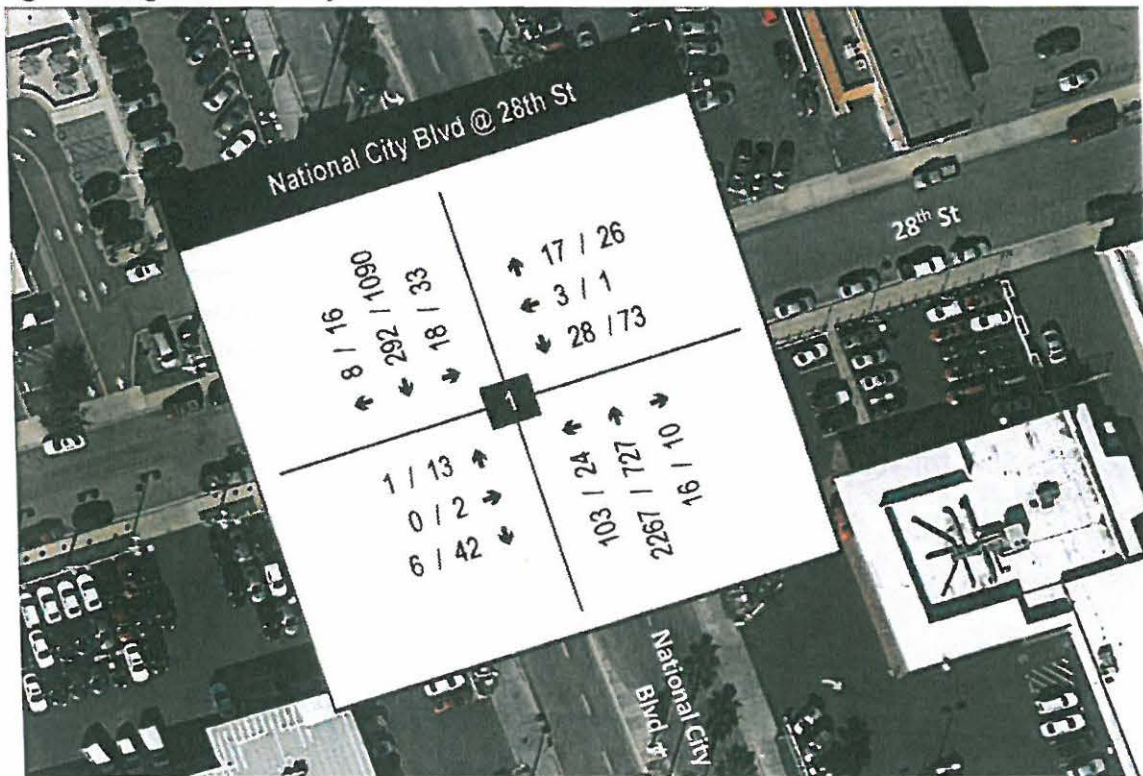 National City Blvd @ 28th St
8 / 16
292 / 1090
18 / 33
17 / 26
3 / 1
28 / 73
1
1 / 13
0 / 2
6 / 42
103 / 24
2267 / 727
16 / 10
28th St
National City
Blvd